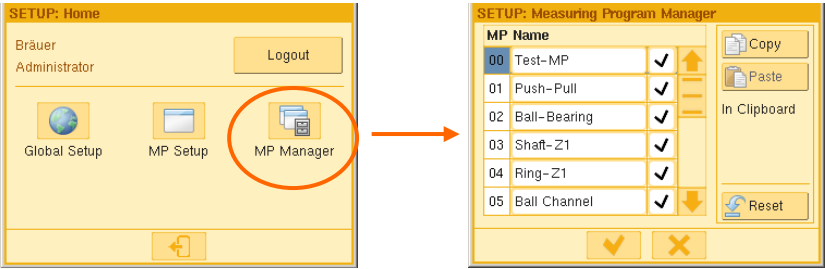 SETUP: Home
Bräuer
Administrator
Logout
Global Setup
MP Setup
MP Manager
SETUP: Measuring Program Manager
MP Name
00 Test-MP
01 Push-Pull
02 Ball-Bearing
03 Shaft-Z1
04 Ring-Z1
05 Ball Channel
Copy
Paste
In Clipboard
Reset